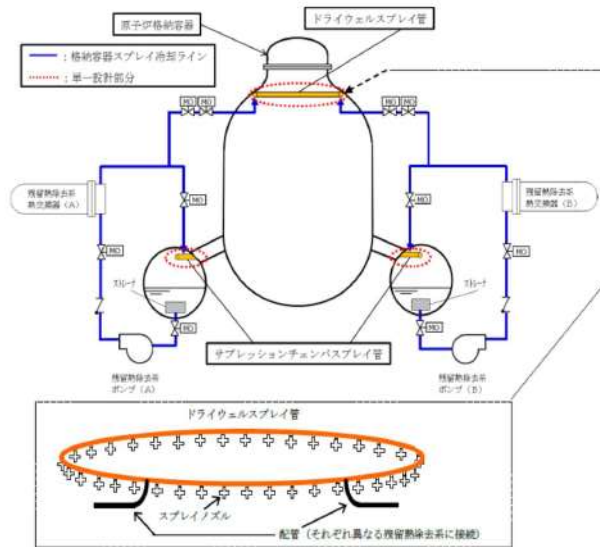 原子炉格納容器
ドライウェルスプレイ管
:格納容器スプレイ冷却ライン
:単一設計部分
MO
MO
MO
MO
残留熱除去系
熱交換器(A)
MO
MO
残留熱除去系
熱交換器(B)
MO
MO
ストレーナ
ストレーナ
MO
MO
サプレッションチェンバスプレイ管
残留熱除去系
ポンプ(A)
残留熱除去系
ポンプ(B)
ドライウェルスプレイ管
スプレイノズル
配管(それぞれ異なる残留熱除去系に接続)